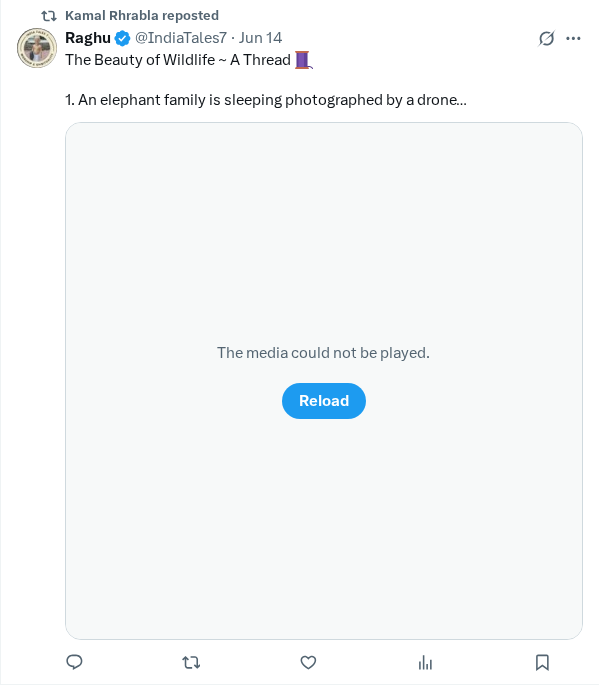 Kamal Rhrabla reposted
Raghu @IndiaTales7 · Jun 14
The Beauty of Wildlife ~ A Thread 🧵
1. An elephant family is sleeping photographed by a drone...
The media could not be played.
Reload